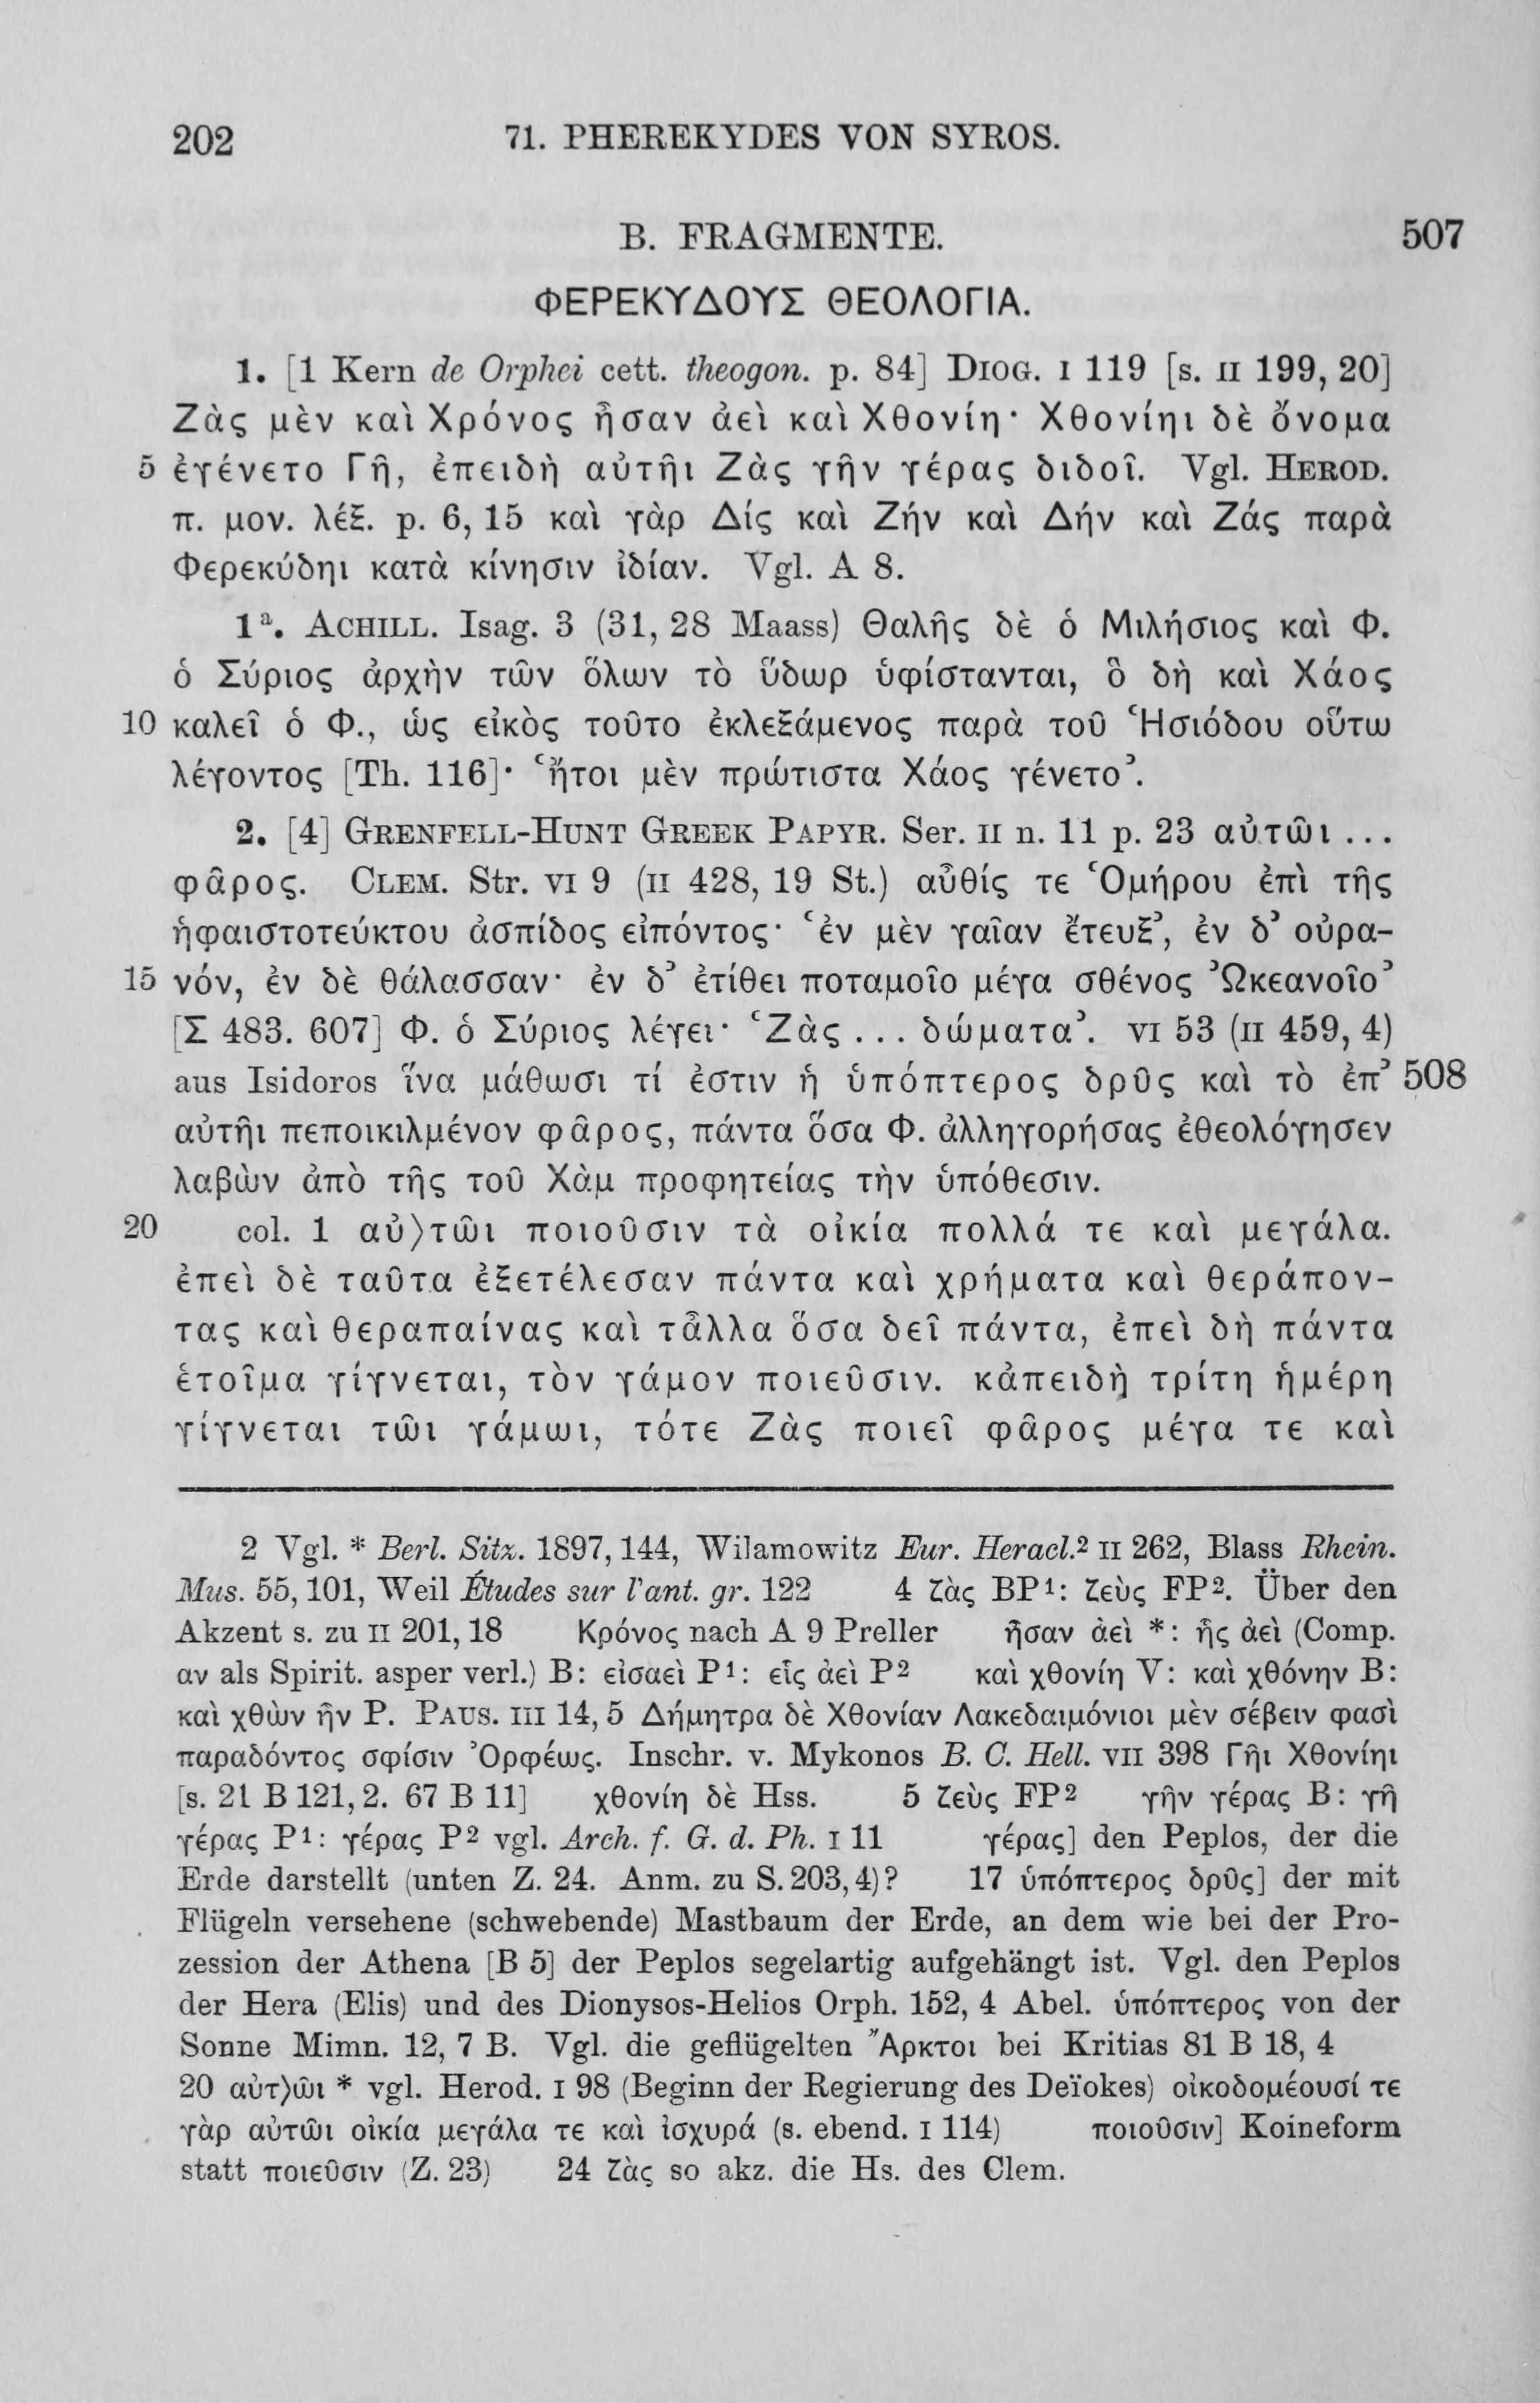 202 71. PHEREKYDES VON SYROS.
B. FRAGMENTE. 507
ΦΕΡΕΚΥΔΟΥΣ ΘΕΟΛΟΓΙΑ.
1. [1 Kern de Orphei cett. theogon. p. 84] DIOG. I 119 [s. II 199, 20]
Ζὰς μὲν καὶ Χρόνος ἦσαν ἀεὶ καὶ Χθονίη· Χθονίηι δὲ ὄνομα
5 ἐγένετο Γῆ, ἐπειδὴ αὐτῆι Ζὰς γῆν γέρας διδοῖ. Vgl. HEROD.
π. μον. λέξ. p. 6, 15 καὶ γὰρ Δίς καὶ Ζήν καὶ Δήν καὶ Ζάς παρὰ
Φερεκύδηι κατὰ κίνησιν ἰδίαν. Vgl. A 8.
1ª. ACHILL. Isag. 3 (31, 28 Maass) Θαλῆς δὲ ὁ Μιλήσιος καὶ Φ.
ὁ Σύριος ἀρχὴν τῶν ὅλων τὸ ὕδωρ ὑφίστανται, ὃ δὴ καὶ Χάος
10 καλεῖ ὁ Φ., ὡς εἰκὸς τοῦτο ἐκλεξάμενος παρὰ τοῦ Ἡσιόδου οὕτω
λέγοντος [Th. 116]· ‘ἤτοι μὲν πρώτιστα Χάος γένετο’.
2. [4] GRENFELL-HUNT GREEK PAPYR. Ser. II n. 11 p. 23 αὐτῶι ...
φᾶρος. CLEM. Str. VI 9 (II 428, 19 St.) αὖθίς τε Ὁμήρου ἐπὶ τῆς
ἡφαιστοτεύκτου ἀσπίδος εἰπόντος· ‘ἐν μὲν γαῖαν ἔτευξ’, ἐν δ’ οὐρα-
15 νόν, ἐν δὲ θάλασσαν· ἐν δ’ ἐτίθει ποταμοῖο μέγα σθένος Ὠκεανοῖο’
[Σ 483. 607] Φ. ὁ Σύριος λέγει· ‘Ζὰς ... δώματα’. VI 53 (II 459, 4)
aus Isidoros ἵνα μάθωσι τί ἐστιν ἡ ὑπόπτερος δρῦς καὶ τὸ ἐπ’ 508
αὐτῆι πεποικιλμένον φᾶρος, πάντα ὅσα Φ. ἀλληγορήσας ἐθεολόγησεν
λαβὼν ἀπὸ τῆς τοῦ Χὰμ προφητείας τὴν ὑπόθεσιν.
20 col. 1 αὐ⟩τῶι ποιοῦσιν τὰ οἰκία πολλά τε καὶ μεγάλα.
ἐπεὶ δὲ ταῦτα ἐξετέλεσαν πάντα καὶ χρήματα καὶ θεράπον-
τας καὶ θεραπαίνας καὶ τἆλλα ὅσα δεῖ πάντα, ἐπεὶ δὴ πάντα
ἑτοῖμα γίγνεται, τὸν γάμον ποιεῦσιν. κἀπειδὴ τρίτη ἡμέρη
γίγνεται τῶι γάμωι, τότε Ζὰς ποιεῖ φᾶρος μέγα τε καὶ
2 Vgl. * Berl. Sitz. 1897, 144, Wilamowitz Eur. Heracl.² II 262, Blass Rhein.
Mus. 55, 101, Weil Études sur l'ant. gr. 122 4 ζὰς BP¹: ζεὺς FP². Über den
Akzent s. zu II 201, 18 Κρόνος nach A 9 Preller ἦσαν ἀεὶ *: ἧς ἀεὶ (Comp.
αν als Spirit. asper verl.) B: εἰσαεὶ P¹: εἷς ἀεὶ P² καὶ χθονίη V: καὶ χθόνην B:
καὶ χθὼν ἦν P. PAUS. III 14, 5 Δήμητρα δὲ Χθονίαν Λακεδαιμόνιοι μὲν σέβειν φασὶ
παραδόντος σφίσιν Ὀρφέως. Inschr. v. Mykonos B. C. Hell. VII 398 Γῆι Χθονίηι
[s. 21 B 121, 2. 67 B 11] χθονίη δὲ Hss. 5 ζεὺς FP² γῆν γέρας B: γῆ
γέρας P¹: γέρας P² vgl. Arch. f. G. d. Ph. I 11 γέρας] den Peplos, der die
Erde darstellt (unten Z. 24. Anm. zu S. 203, 4)? 17 ὑπόπτερος δρῦς] der mit
Flügeln versehene (schwebende) Mastbaum der Erde, an dem wie bei der Pro-
zession der Athena [B 5] der Peplos segelartig aufgehängt ist. Vgl. den Peplos
der Hera (Elis) und des Dionysos-Helios Orph. 152, 4 Abel. ὑπόπτερος von der
Sonne Mimn. 12, 7 B. Vgl. die geflügelten Ἄρκτοι bei Kritias 81 B 18, 4
20 αὐτ⟩ῶι * vgl. Herod. I 98 (Beginn der Regierung des Deïokes) οἰκοδομέουσί τε
γὰρ αὐτῶι οἰκία μεγάλα τε καὶ ἰσχυρά (s. ebend. I 114) ποιοῦσιν] Koineform
statt ποιεῦσιν (Z. 23) 24 ζὰς so akz. die Hs. des Clem.